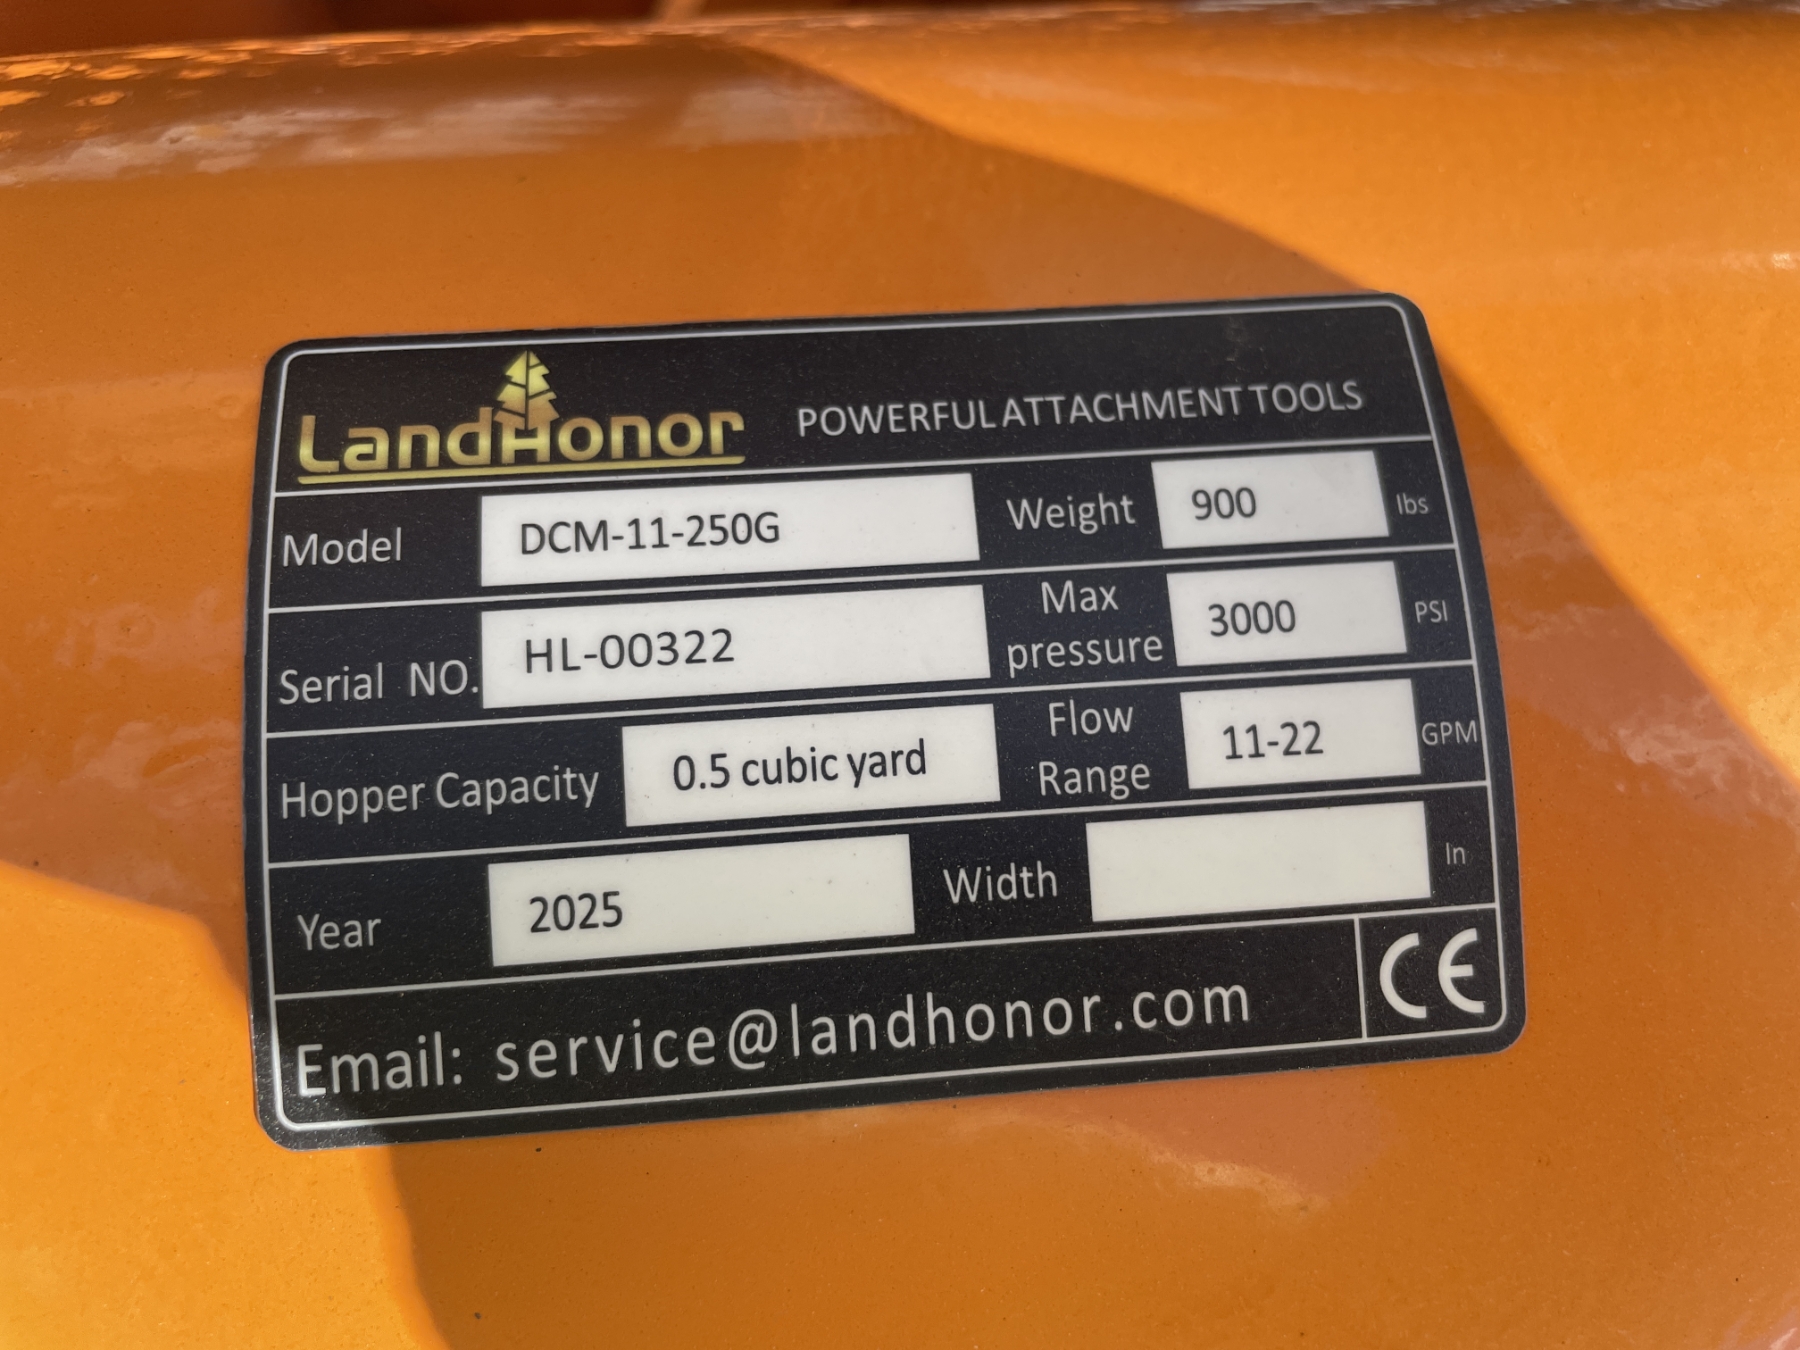 LandHonor POWERFUL ATTACHMENT TOOLS
Model DCM-11-250G Weight 900 lbs
Serial NO. HL-00322 Max pressure 3000 PSI
Hopper Capacity 0.5 cubic yard Flow Range 11-22 GPM
Year 2025 Width In
Email: service@landhonor.com CE